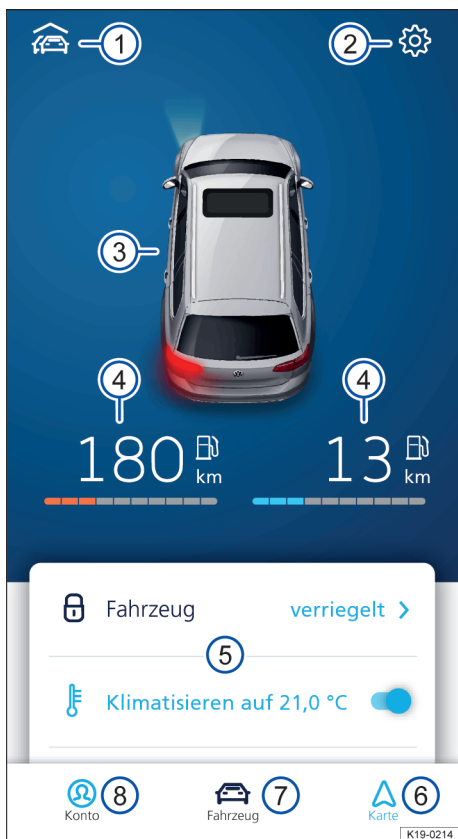 1
2
3
4
4
180 km
13 km
Fahrzeug verriegelt
5
Klimatisieren auf 21,0 °C
8
7
6
Konto
Fahrzeug
Karte
K19-0214